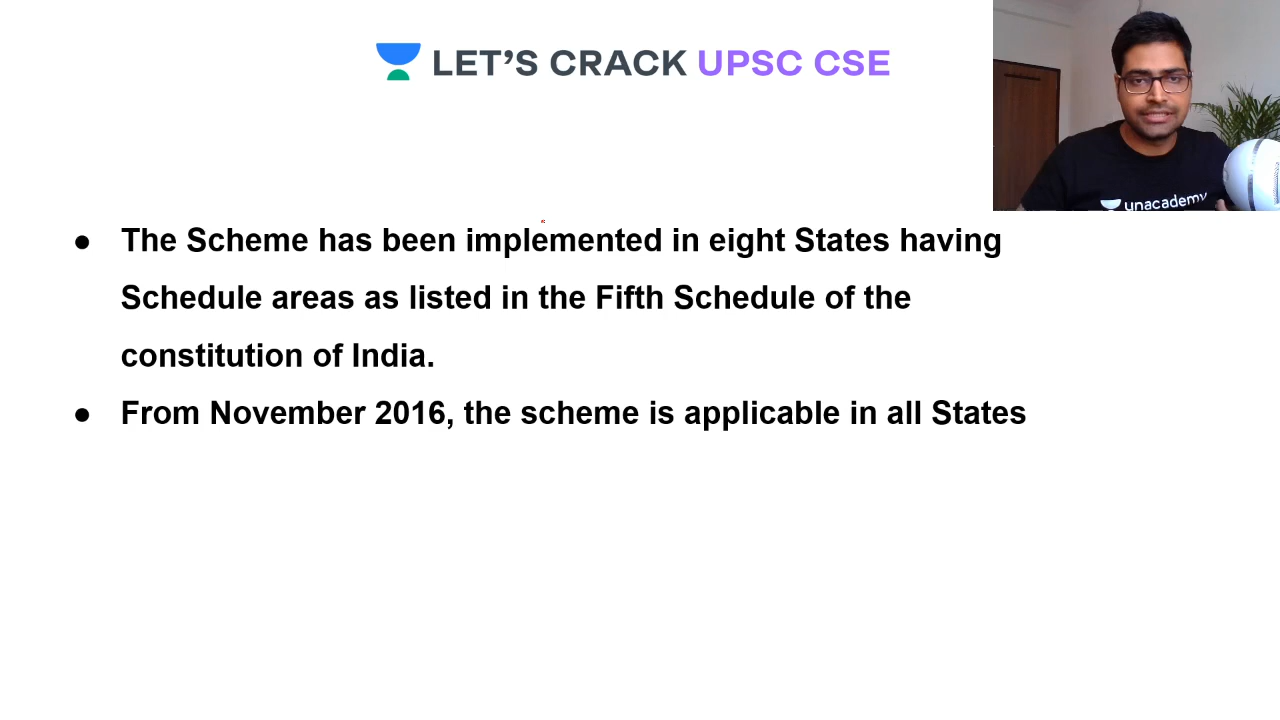 LET'S CRACK UPSC CSE
unacademy
● The Scheme has been implemented in eight States having
Schedule areas as listed in the Fifth Schedule of the
constitution of India.
● From November 2016, the scheme is applicable in all States